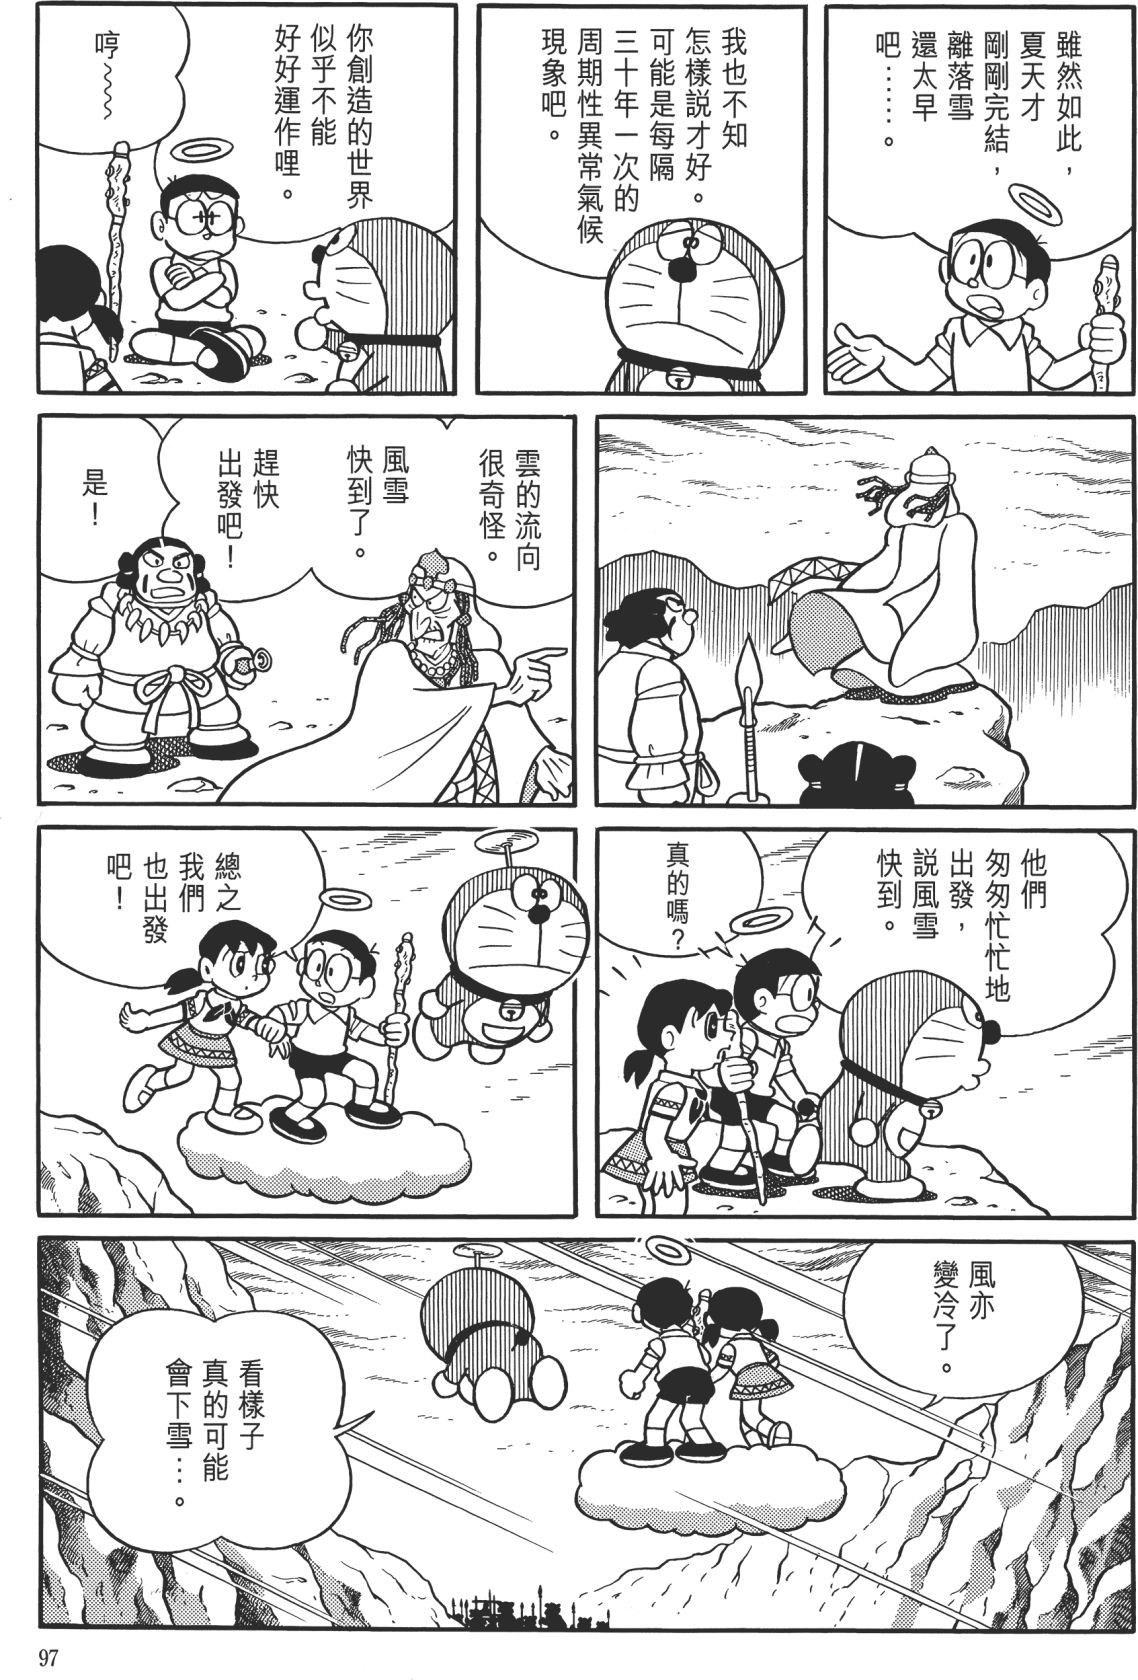 雖然如此，
夏天才
剛剛完結，
離落雪
還太早
吧……。
我也不知
怎樣説才好。
可能是每隔
三十年一次的
周期性異常氣候
現象吧。
你創造的世界
似乎不能
好好運作哩。
哼～～～
雲的流向
很奇怪。
風雪
快到了。
趕快
出發吧！
是！
他們
匆匆忙忙地
出發，
説風雪
快到。
真的嗎？
總之
我們
也出發
吧！
風亦
變冷了。
看樣子
真的可能
會下雪…。
97